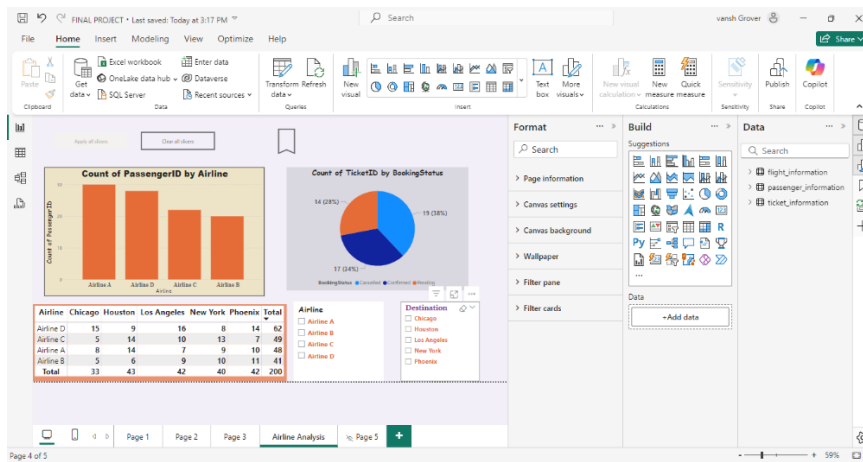 FINAL PROJECT • Last saved: Today at 3:17 PM
Search
vansh Grover
File Home Insert Modeling View Optimize Help
Share
Paste
Get data
Excel workbook
OneLake data hub
SQL Server
Enter data
Dataverse
Recent sources
Transform data
Refresh
New visual
Text box
More visuals
New visual calculation
New measure
Quick measure
Sensitivity
Publish
Copilot
Clipboard
Data
Queries
Insert
Calculations
Sensitivity
Share
Copilot
Apply all slicers
Clear all slicers
Count of PassengerID by Airline
Count of PassengerID
0
Airline A Airline D Airline C Airline B
Airline
Count of TicketID by BookingStatus
14 (28%)
19 (38%)
17 (34%)
BookingStatus Cancelled Confirmed Pending
Airline Chicago Houston Los Angeles New York Phoenix Total
Airline D 15 9 16 8 14 62
Airline C 5 14 10 13 7 49
Airline A 8 14 7 9 10 48
Airline B 5 6 9 10 11 41
Total 33 43 42 40 42 200
Airline
Airline A
Airline B
Airline C
Airline D
Destination
Chicago
Houston
Los Angeles
New York
Phoenix
Format
Search
Page information
Canvas settings
Canvas background
Wallpaper
Filter pane
Filter cards
Build
Suggestions
R
Py
Data
+Add data
Data
Search
flight_information
passenger_information
ticket_information
Page 1 Page 2 Page 3 Airline Analysis Page 5 +
Page 4 of 5
59%